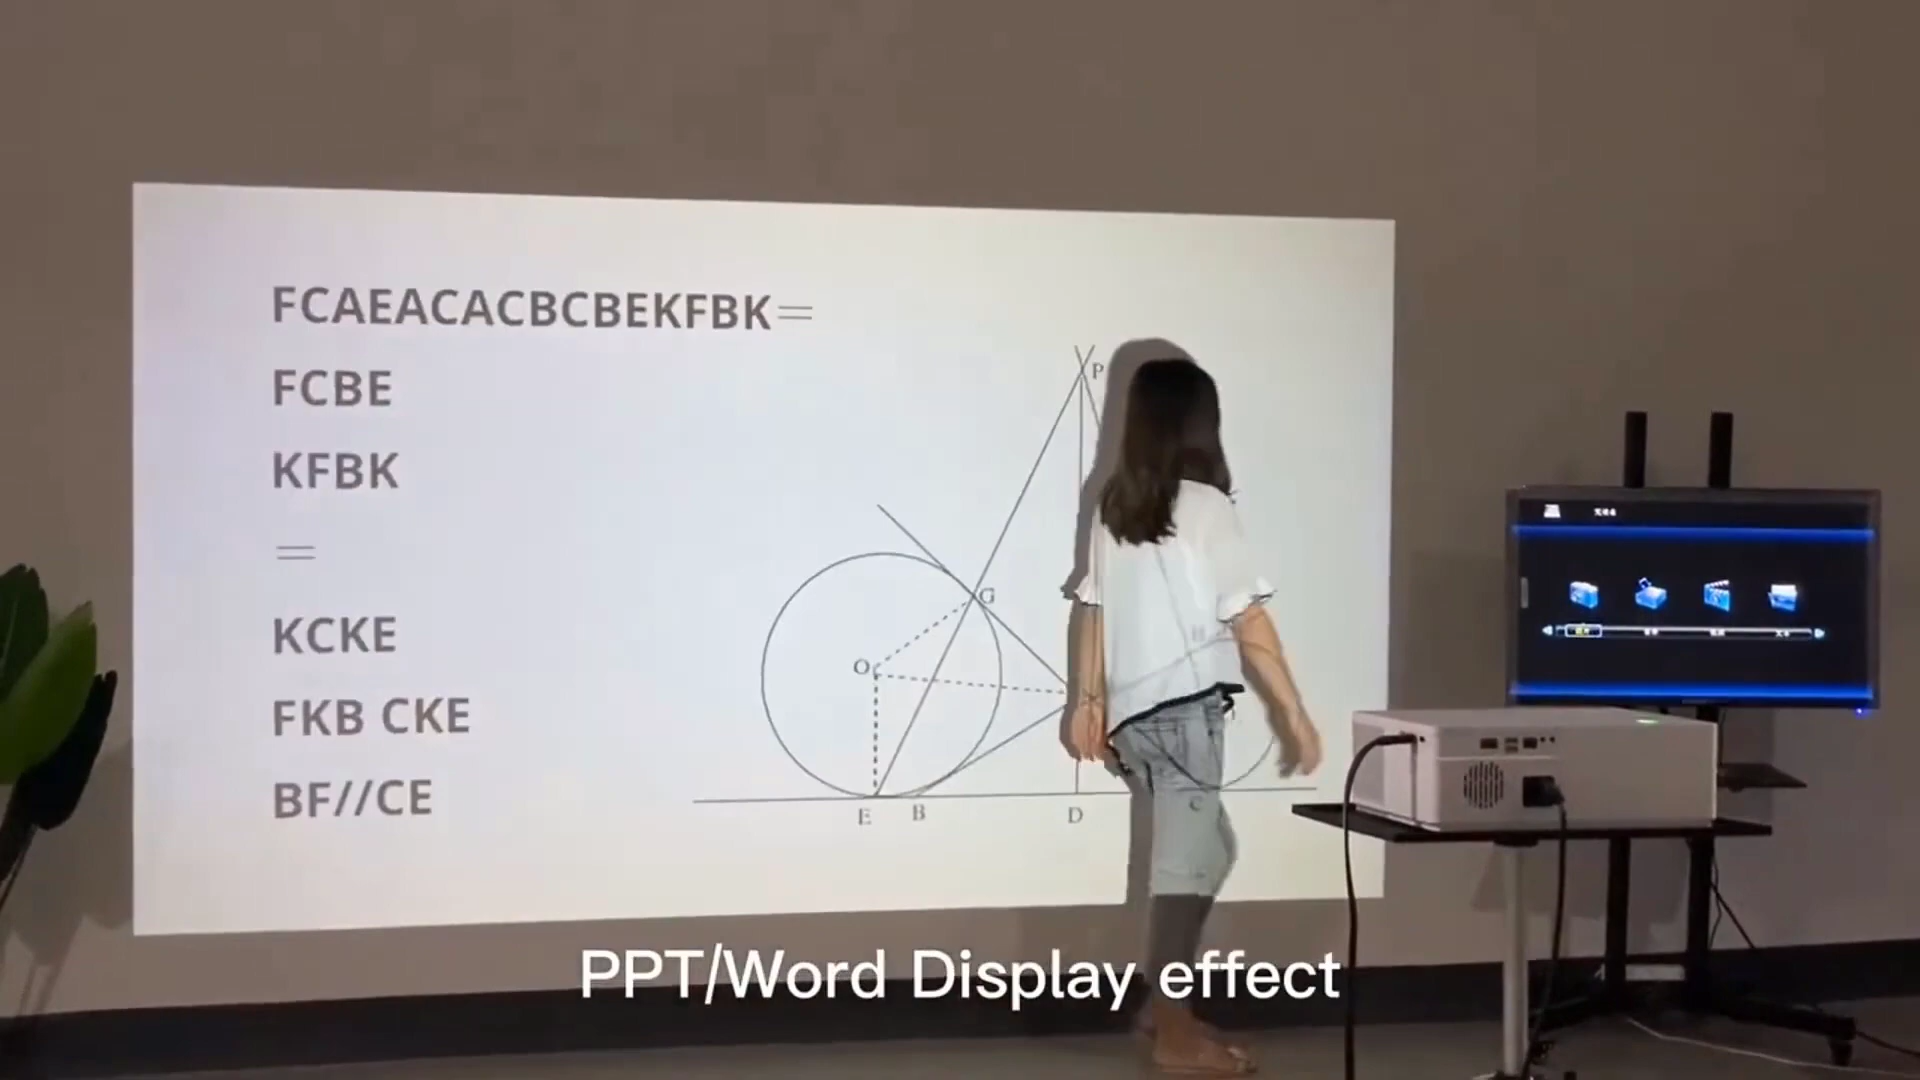 FCAEACACBCBEKFBK=
FCBE
KFBK
=
KCKE
FKB CKE
BF//CE
P
G
O
H
E B D C
PPT/Word Display effect